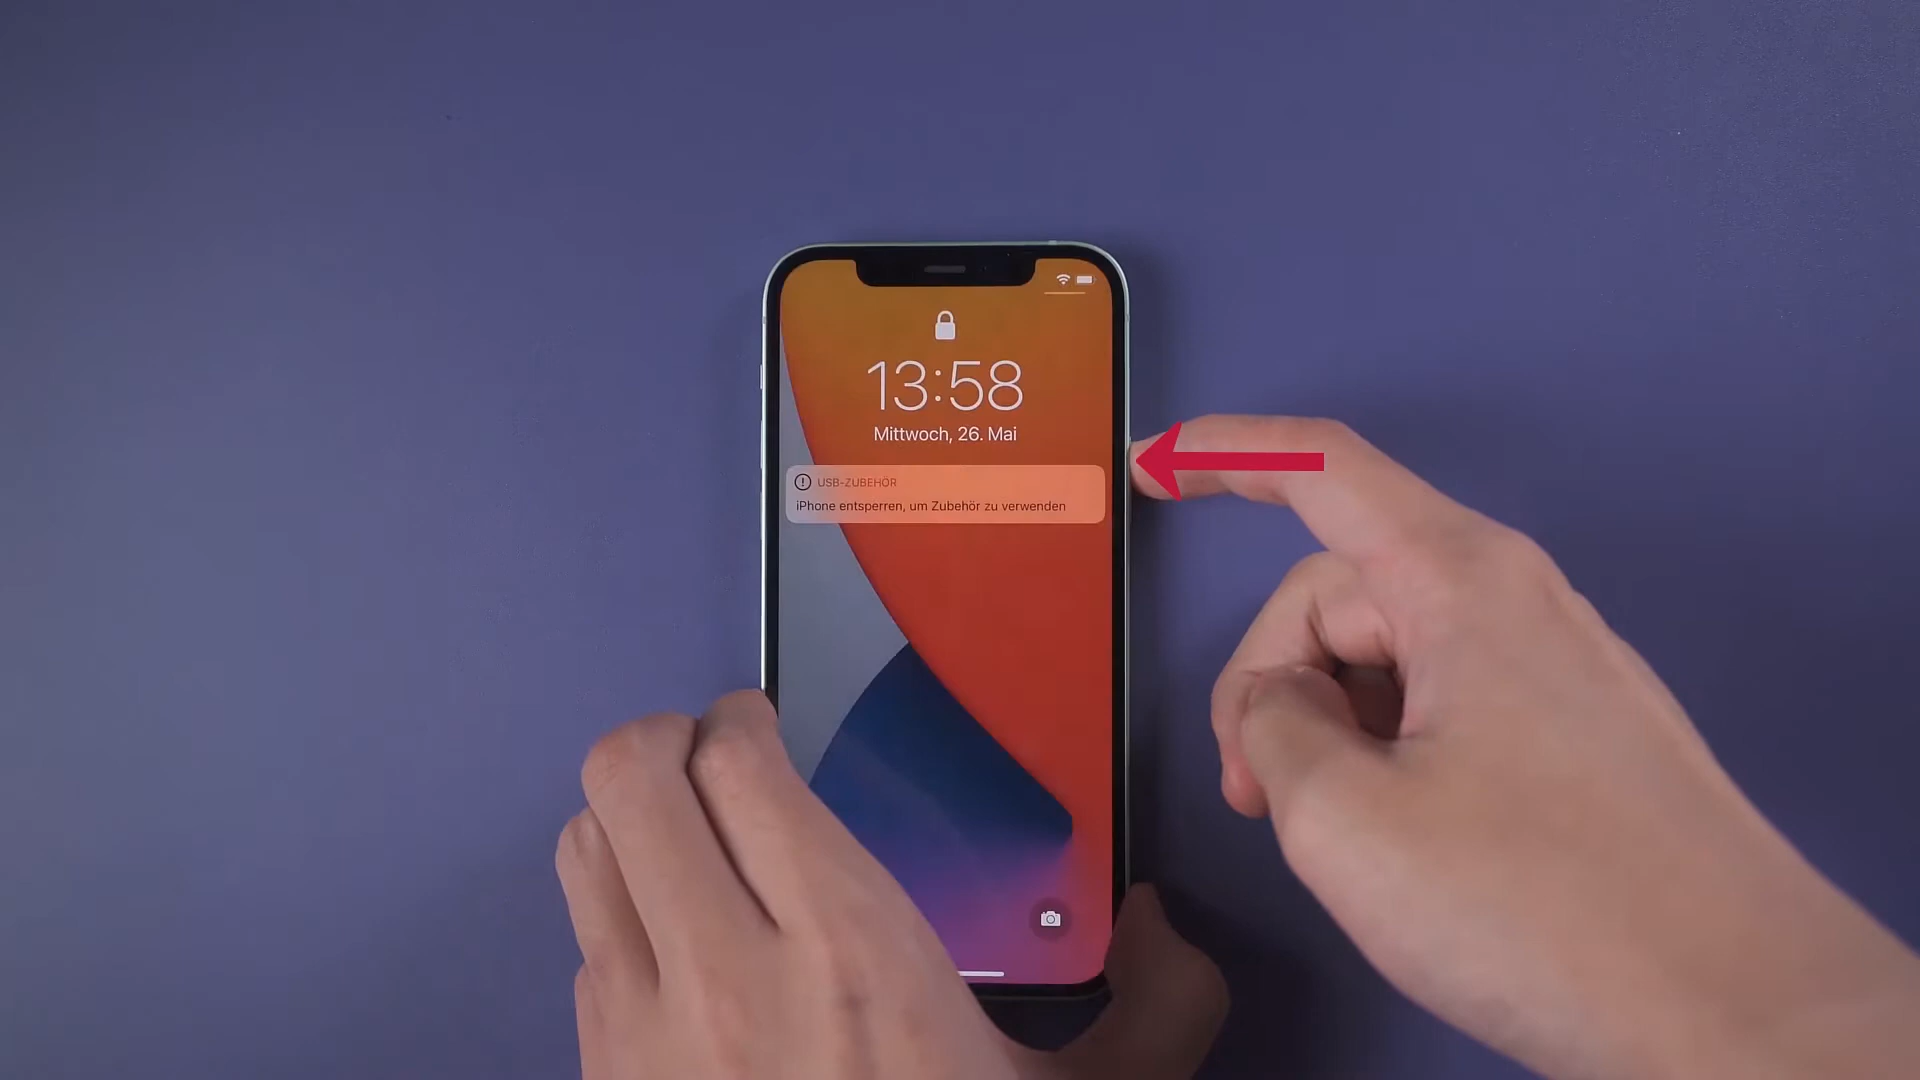 13:58
Mittwoch, 26. Mai
USB-ZUBEHÖR
iPhone entsperren, um Zubehör zu verwenden